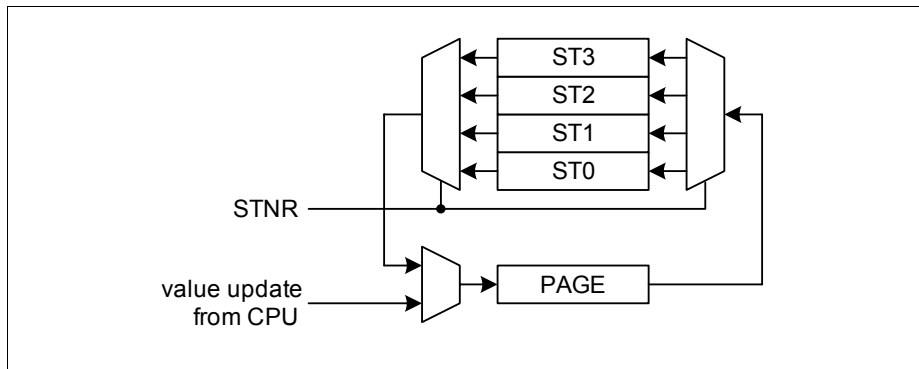 ST3
ST2
ST1
ST0
STNR
value update
from CPU
PAGE